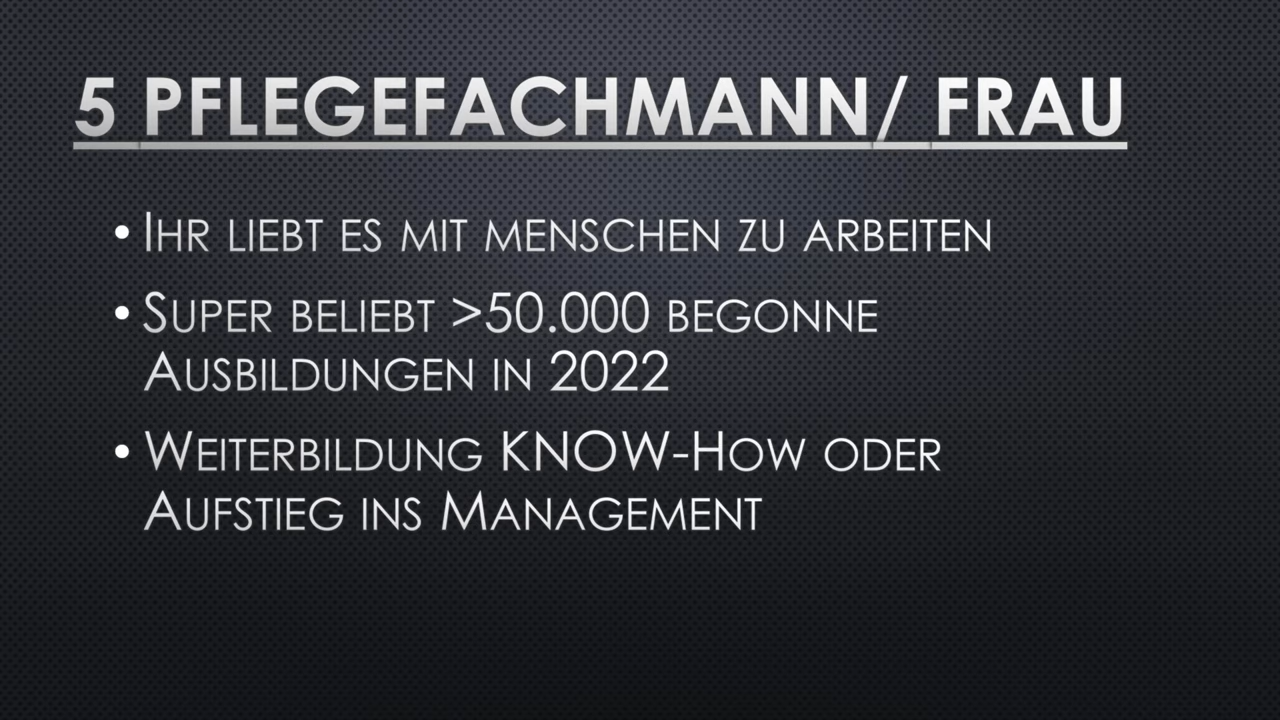 5 PFLEGEFACHMANN/ FRAU
• IHR LIEBT ES MIT MENSCHEN ZU ARBEITEN
• SUPER BELIEBT >50.000 BEGONNE
AUSBILDUNGEN IN 2022
• WEITERBILDUNG KNOW-HOW ODER
AUFSTIEG INS MANAGEMENT